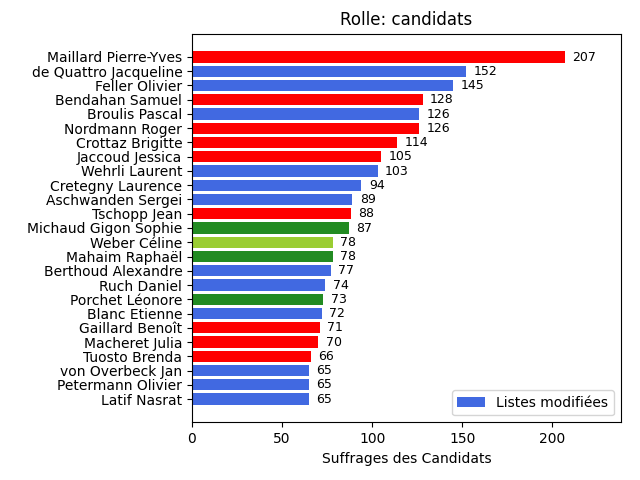 Rolle: candidats
Maillard Pierre-Yves 207
de Quattro Jacqueline 152
Feller Olivier 145
Bendahan Samuel 128
Broulis Pascal 126
Nordmann Roger 126
Crottaz Brigitte 114
Jaccoud Jessica 105
Wehrli Laurent 103
Cretegny Laurence 94
Aschwanden Sergei 89
Tschopp Jean 88
Michaud Gigon Sophie 87
Weber Céline 78
Mahaim Raphaël 78
Berthoud Alexandre 77
Ruch Daniel 74
Porchet Léonore 73
Blanc Etienne 72
Gaillard Benoît 71
Macheret Julia 70
Tuosto Brenda 66
von Overbeck Jan 65
Petermann Olivier 65
Latif Nasrat 65
Listes modifiées
0 50 100 150 200
Suffrages des Candidats